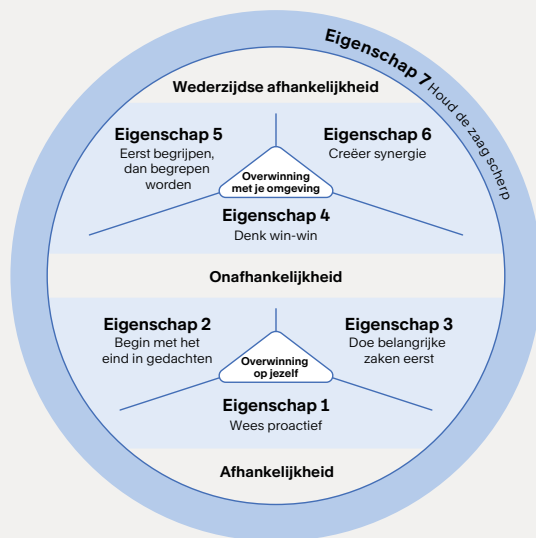 Eigenschap 7 Houd de zaag scherp
Wederzijdse afhankelijkheid
Eigenschap 5
Eerst begrijpen,
dan begrepen
worden
Eigenschap 6
Creëer synergie
Overwinning
met je omgeving
Eigenschap 4
Denk win-win
Onafhankelijkheid
Eigenschap 2
Begin met het
eind in gedachten
Eigenschap 3
Doe belangrijke
zaken eerst
Overwinning
op jezelf
Eigenschap 1
Wees proactief
Afhankelijkheid